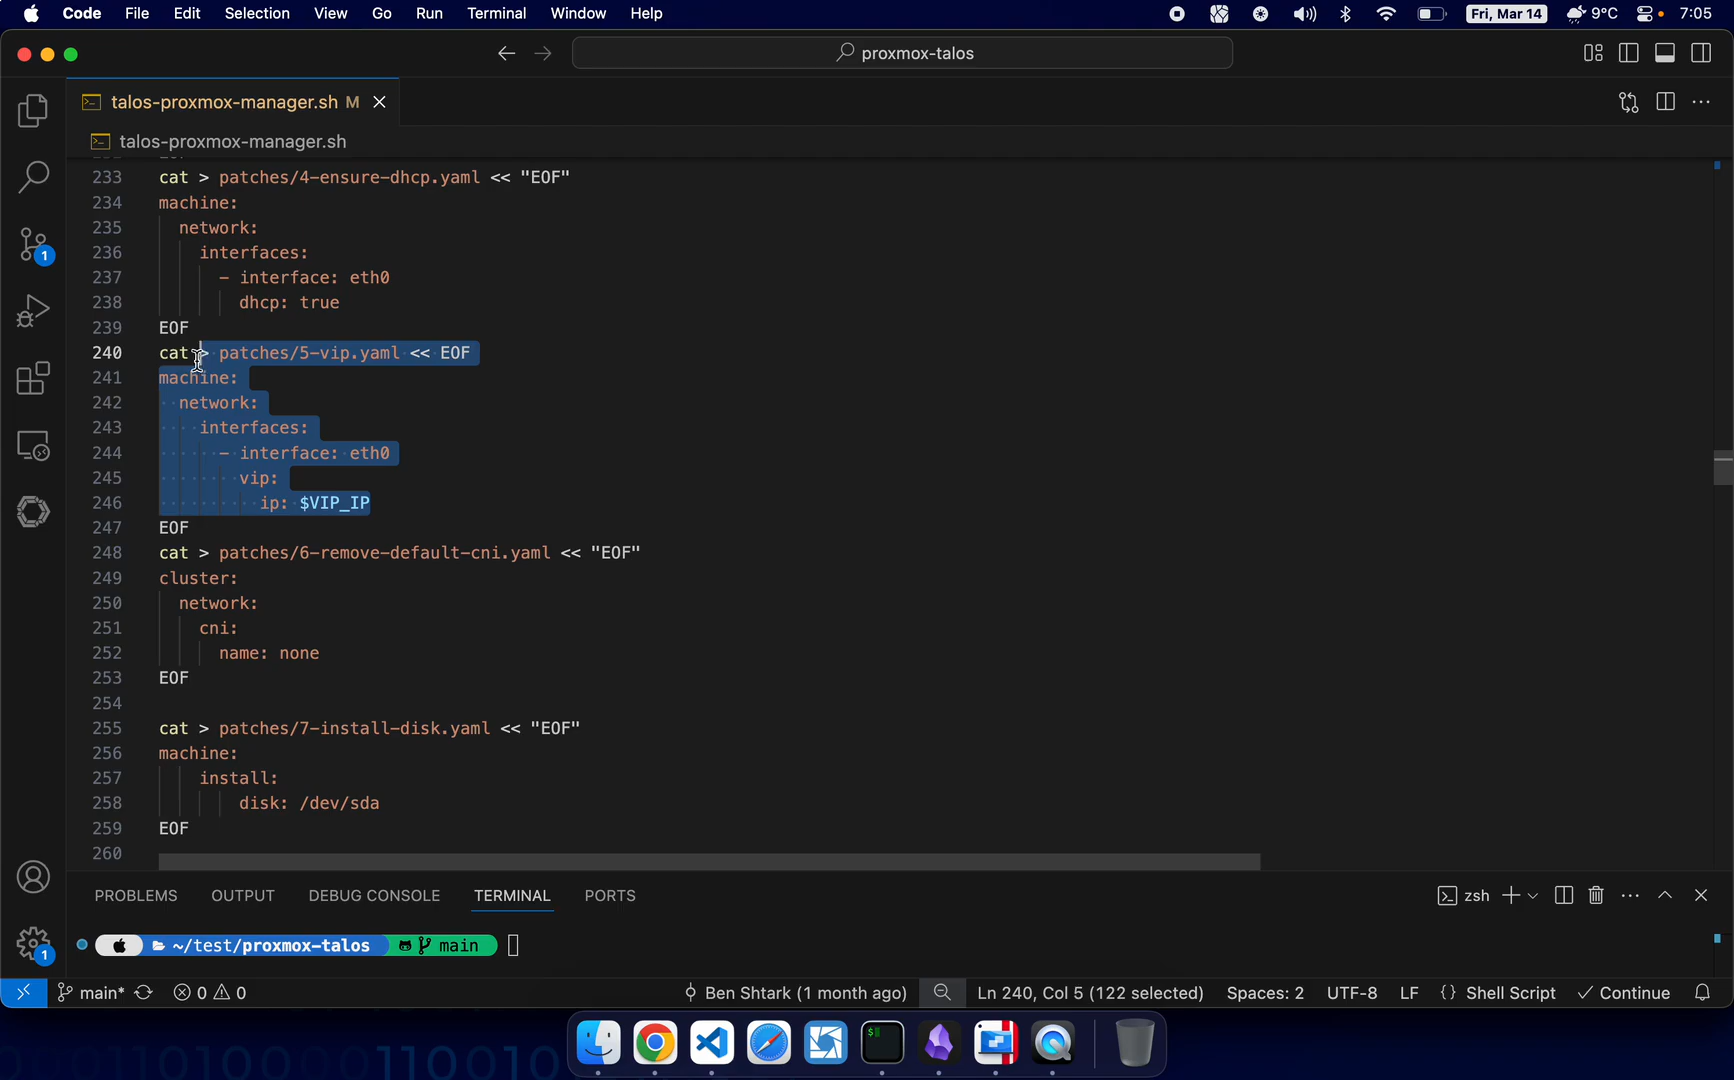 Code File Edit Selection View Go Run Terminal Window Help Fri, Mar 14 9°C 7:05
proxmox-talos
talos-proxmox-manager.sh M
talos-proxmox-manager.sh
233 cat > patches/4-ensure-dhcp.yaml << "EOF"
234 machine:
235 network:
236 interfaces:
237 - interface: eth0
238 dhcp: true
239 EOF
240 cat > patches/5-vip.yaml << EOF
241 machine:
242 network:
243 interfaces:
244 - interface: eth0
245 vip:
246 ip: $VIP_IP
247 EOF
248 cat > patches/6-remove-default-cni.yaml << "EOF"
249 cluster:
250 network:
251 cni:
252 name: none
253 EOF
254
255 cat > patches/7-install-disk.yaml << "EOF"
256 machine:
257 install:
258 disk: /dev/sda
259 EOF
260
1
PROBLEMS OUTPUT DEBUG CONSOLE TERMINAL PORTS zsh
~/test/proxmox-talos main
1
main* 0 0 Ben Shtark (1 month ago) Ln 240, Col 5 (122 selected) Spaces: 2 UTF-8 LF {} Shell Script Continue
110100 110010